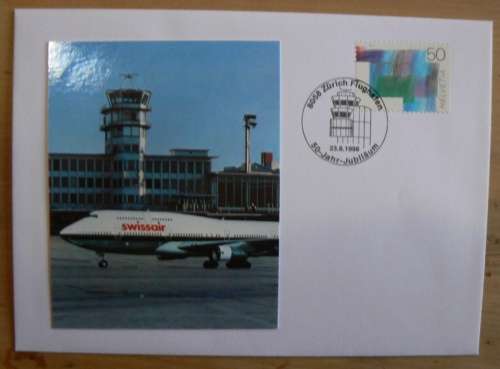 swissair
50
HELVETIA
8058 Zürich Flughafen
23.8.1998
50-Jahr-Jubiläum